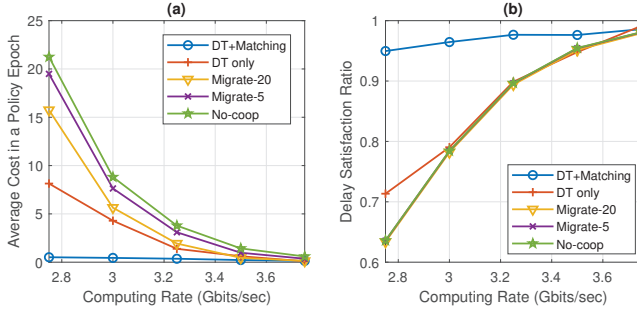 (a)
25
20
15
10
5
0
Average Cost in a Policy Epoch
DT+Matching
DT only
Migrate-20
Migrate-5
No-coop
2.8
3
3.2
3.4
3.6
Computing Rate (Gbits/sec)
(b)
1
0.9
0.8
0.7
0.6
Delay Satisfaction Ratio
DT+Matching
DT only
Migrate-20
Migrate-5
No-coop
2.8
3
3.2
3.4
3.6
Computing Rate (Gbits/sec)